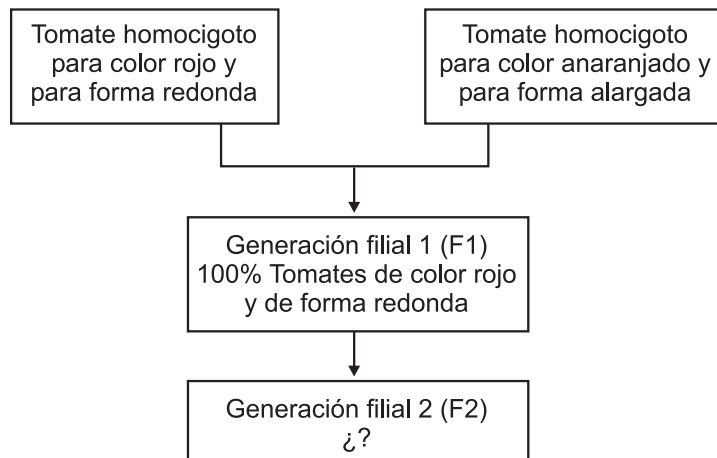 Tomate homocigoto
para color rojo y
para forma redonda
Tomate homocigoto
para color anaranjado y
para forma alargada
Generación filial 1 (F1)
100% Tomates de color rojo
y de forma redonda
Generación filial 2 (F2)
¿?